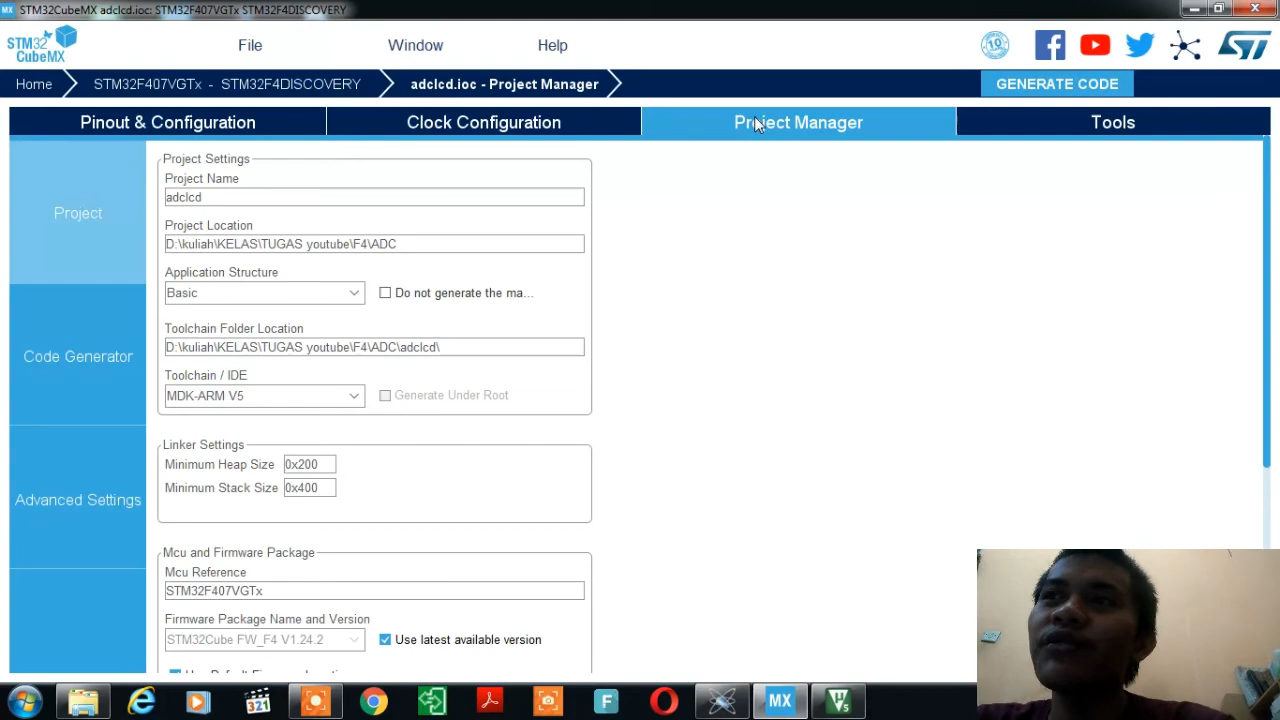 MX STM32CubeMX adclcd.ioc: STM32F407VGTx STM32F4DISCOVERY
STM32
CubeMX
File
Window
Help
10
ST
Home
STM32F407VGTx - STM32F4DISCOVERY
adclcd.ioc - Project Manager
GENERATE CODE
Pinout & Configuration
Clock Configuration
Project Manager
Tools
Project
Code Generator
Advanced Settings
Project Settings
Project Name
adclcd
Project Location
D:\kuliah\KELAS\TUGAS youtube\F4\ADC
Application Structure
Basic
Do not generate the ma...
Toolchain Folder Location
D:\kuliah\KELAS\TUGAS youtube\F4\ADC\adclcd\
Toolchain / IDE
MDK-ARM V5
Generate Under Root
Linker Settings
Minimum Heap Size 0x200
Minimum Stack Size 0x400
Mcu and Firmware Package
Mcu Reference
STM32F407VGTx
Firmware Package Name and Version
STM32Cube FW_F4 V1.24.2
Use latest available version
321
F
MX
V5